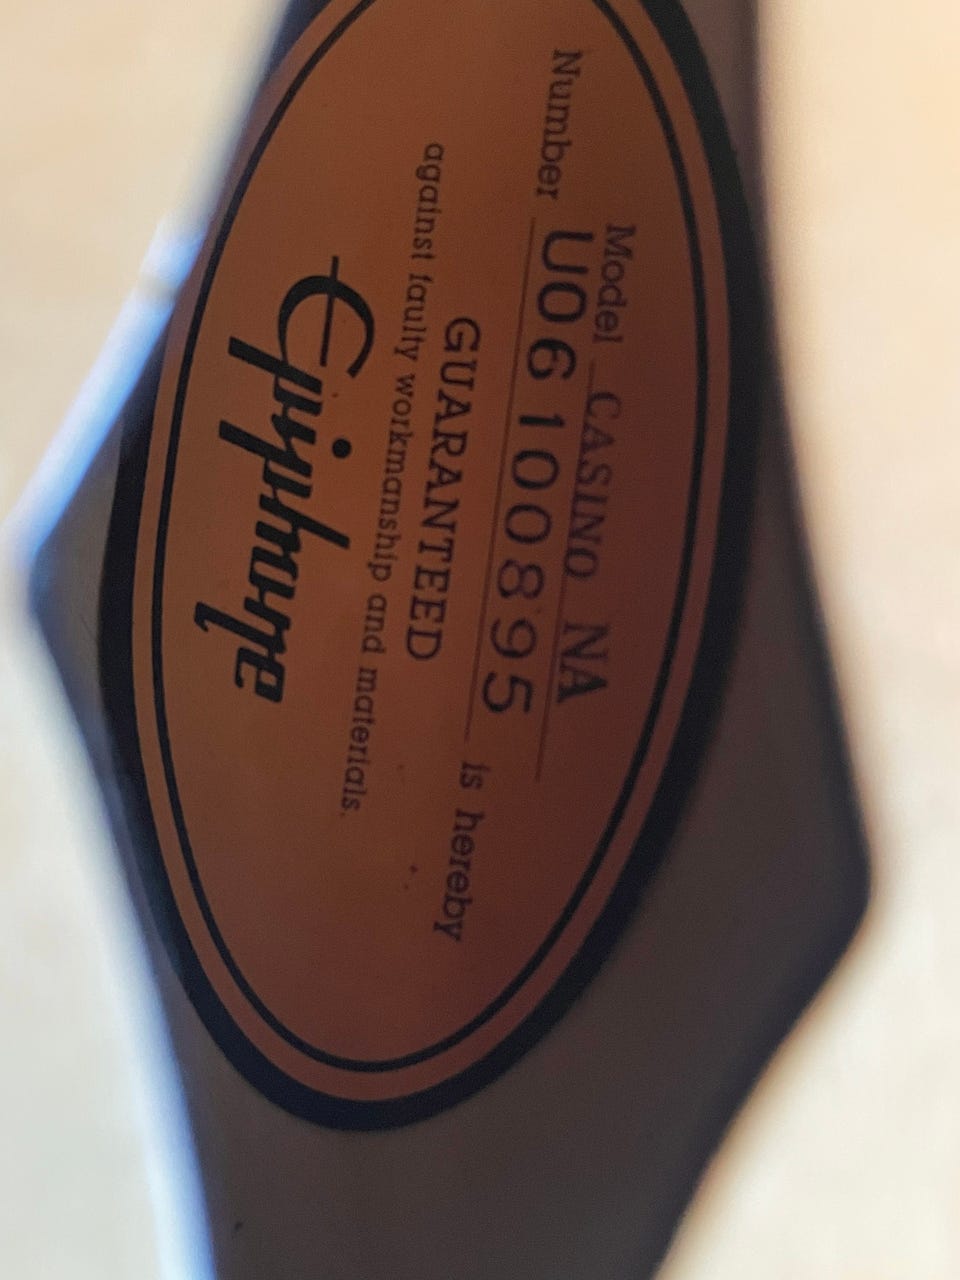 Model CASINO NA
Number U06100895 is hereby
GUARANTEED
against faulty workmanship and materials.
Epiphone